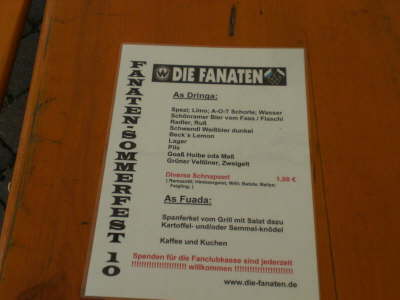 DIE FANATEN
FANATEN-SOMMERFEST 10
As Dringa:
Spezi; Limo; A-O-T Schorle; Wasser
Schönramer Bier vom Fass / Flaschl
Radler, Ruß
Schwendl Weißbier dunkel
Beck´s Lemon
Lager
Pils
Goaß Hoibe oda Maß
Grüner Veltliner, Zweigelt
Diverse Schnapserl 1,00 €
As Fuada:
Spanferkel vom Grill mit Salat dazu
Kartoffel- und/oder Semmel-knödel
Kaffee und Kuchen
Spenden für die Fanclubkasse sind jederzeit
!!!!!!!!!!!!!!!!!!!! willkommen !!!!!!!!!!!!!!!!!!!!!
www.die-fanaten.de